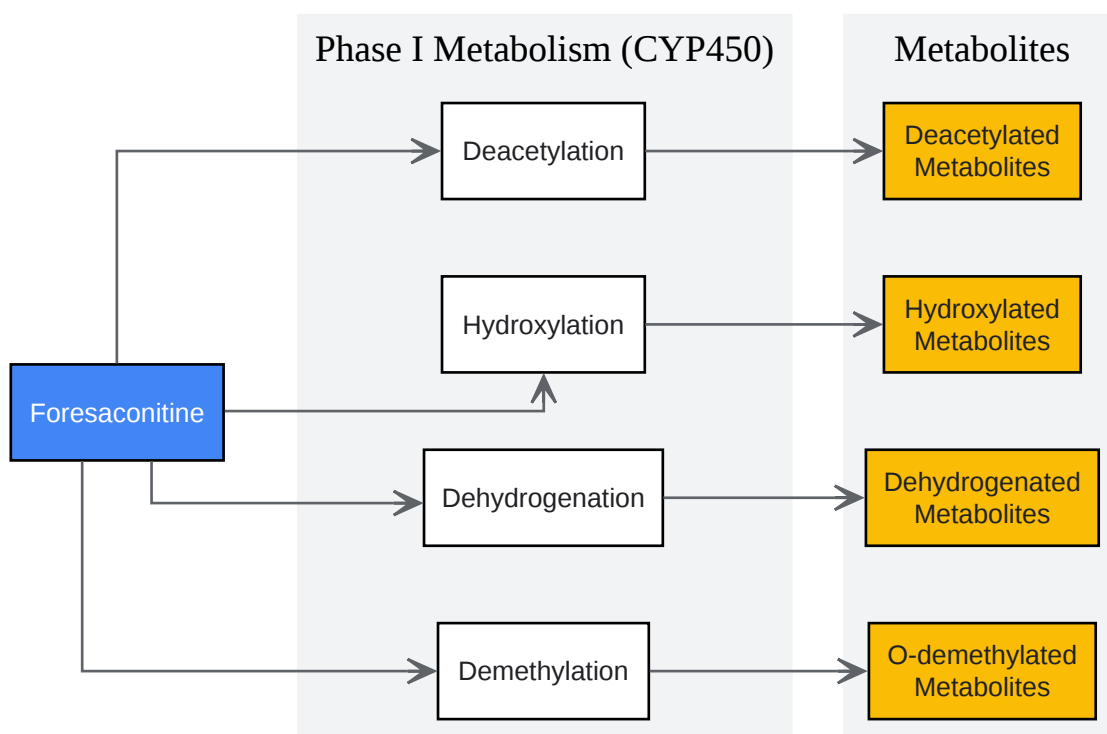 Phase I Metabolism (CYP450)
Metabolites
Deacetylation
Deacetylated
Metabolites
Hydroxylation
Hydroxylated
Metabolites
Foresaconitine
Dehydrogenation
Dehydrogenated
Metabolites
Demethylation
O-demethylated
Metabolites